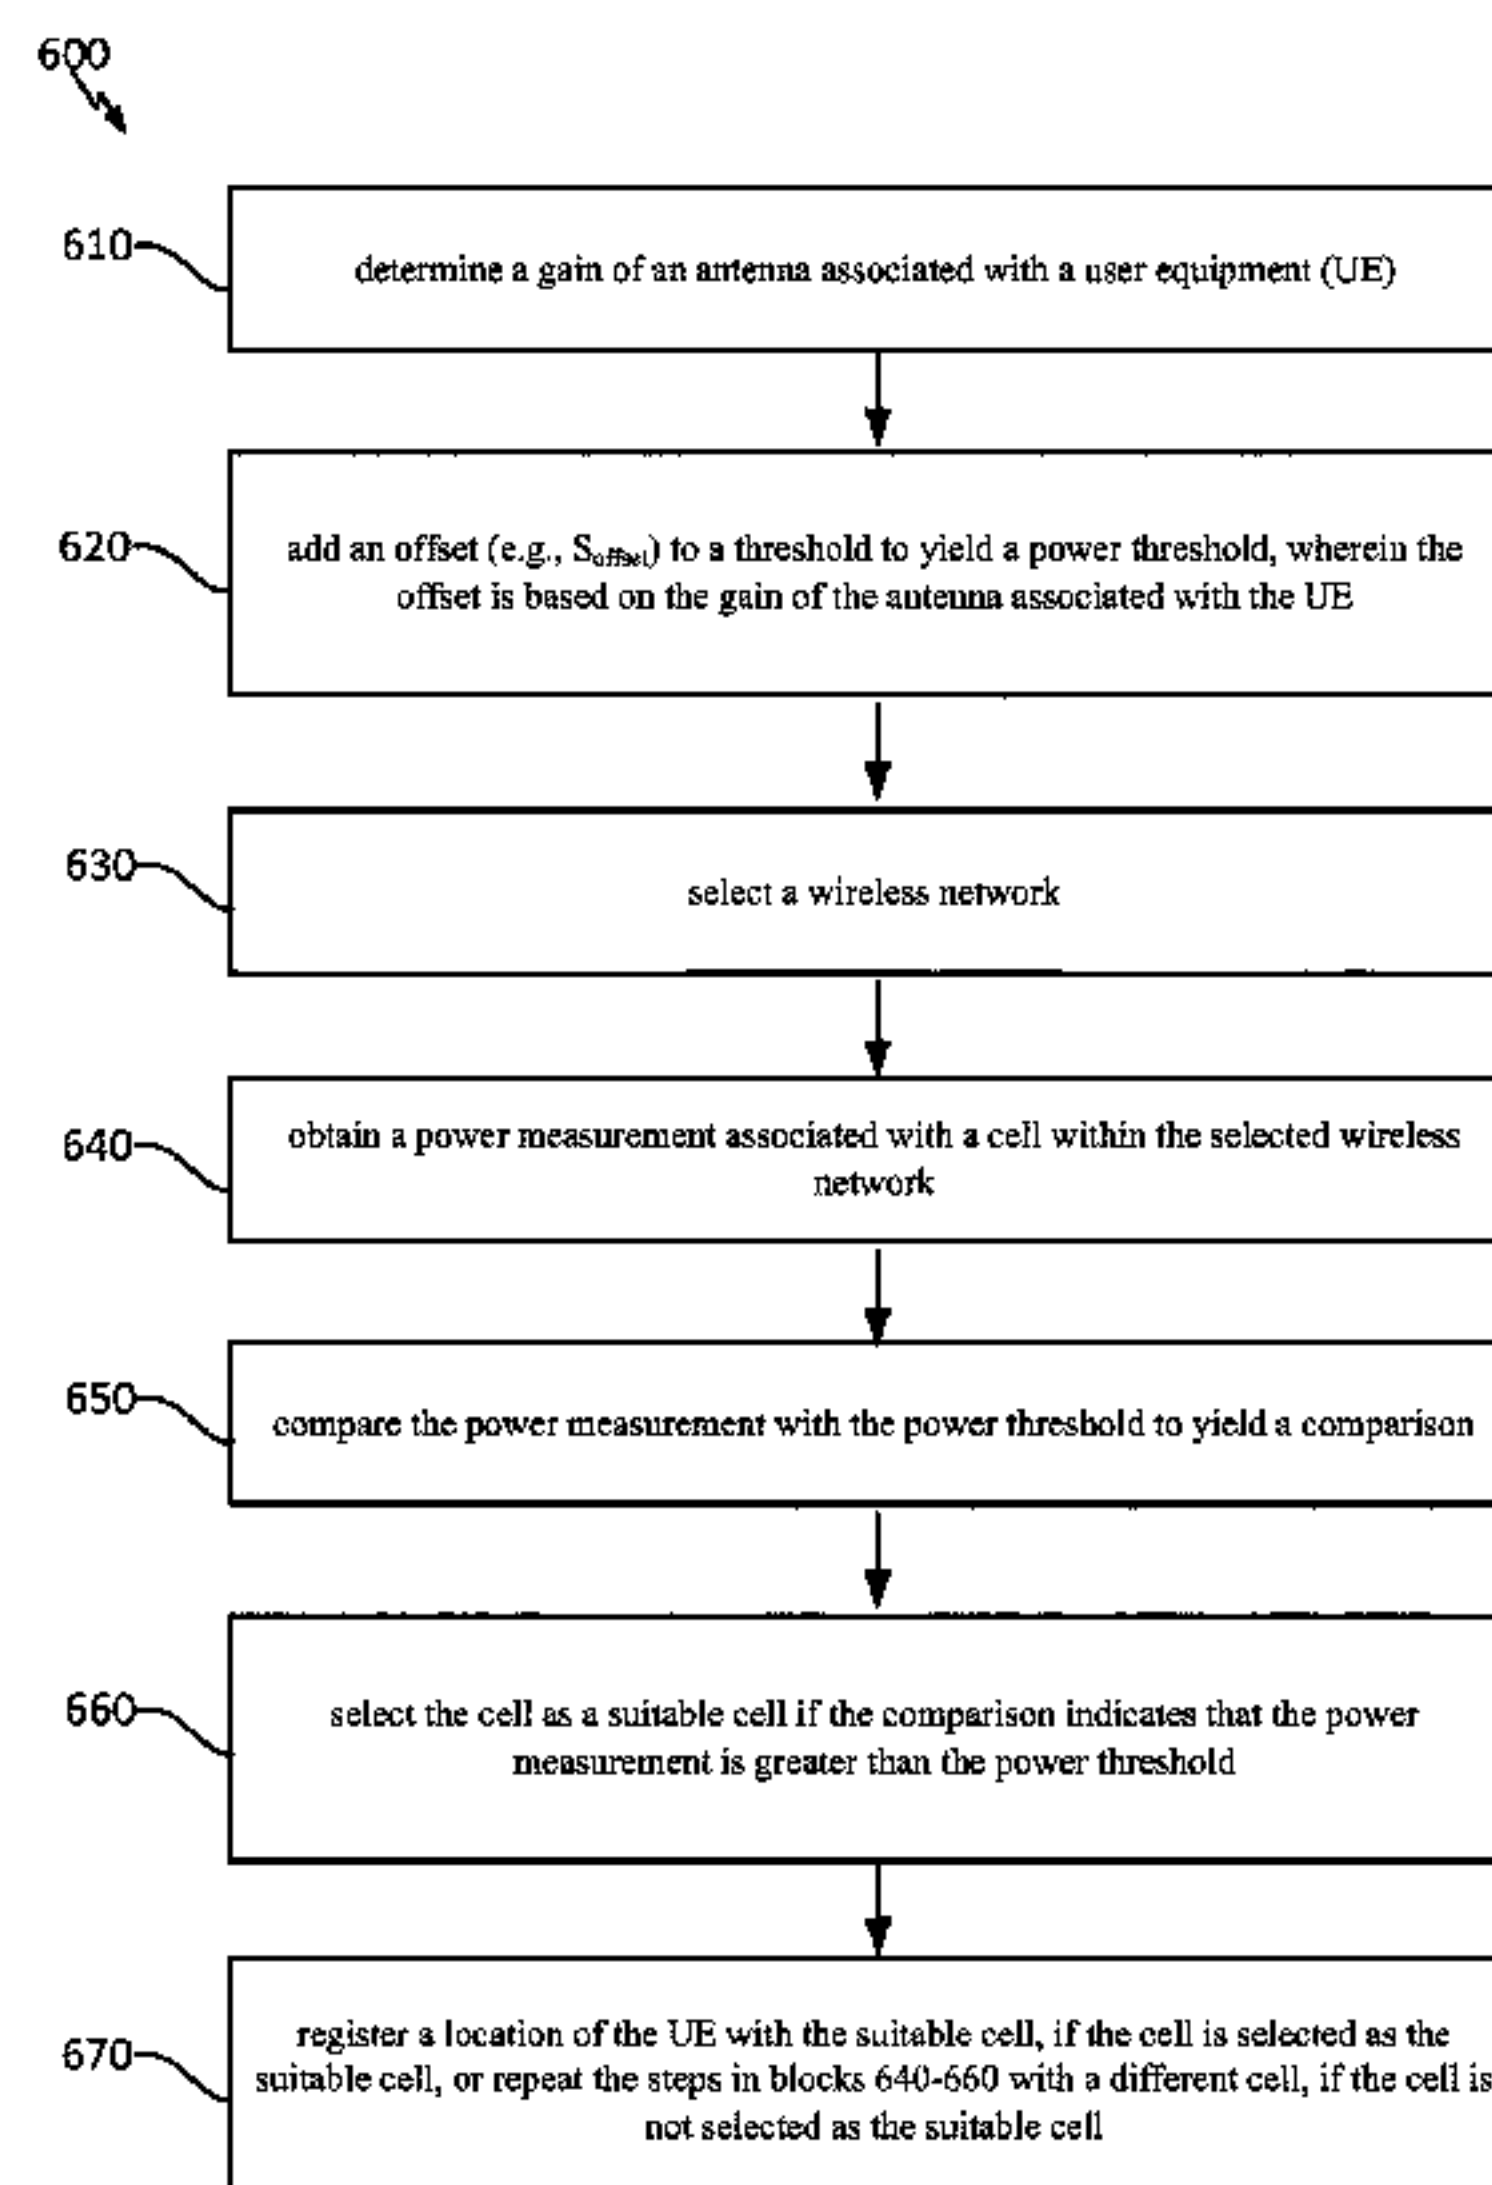 600
610
determine a gain of an antenna associated with a user equipment (UE)
620
add an offset (e.g., Soffset) to a threshold to yield a power threshold, wherein the
offset is based on the gain of the antenna associated with the UE
630
select a wireless network
640
obtain a power measurement associated with a cell within the selected wireless
network
650
compare the power measurement with the power threshold to yield a comparison
660
select the cell as a suitable cell if the comparison indicates that the power
measurement is greater than the power threshold
670
register a location of the UE with the suitable cell, if the cell is selected as the
suitable cell, or repeat the steps in blocks 640-660 with a different cell, if the cell is
not selected as the suitable cell